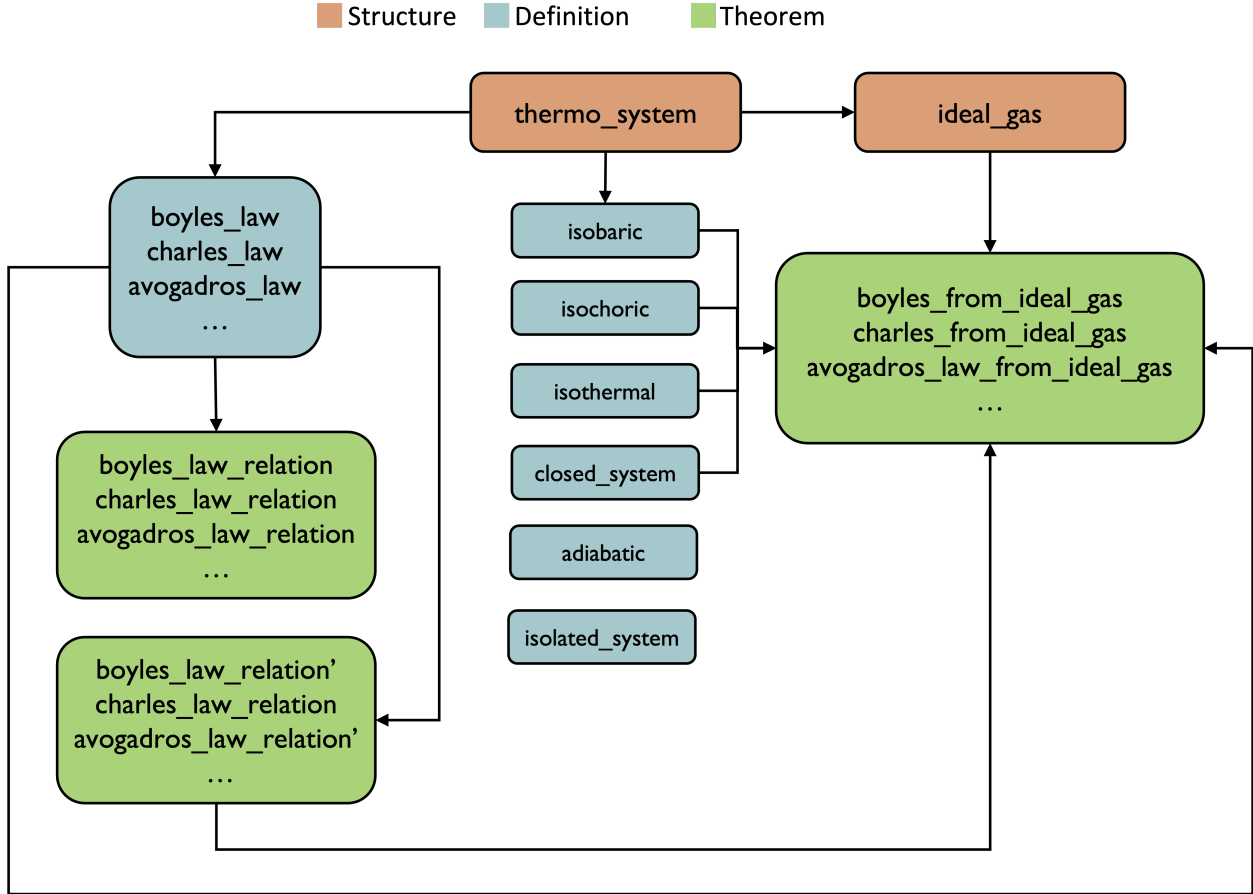 Structure
Definition
Theorem
thermo_system
ideal_gas
boyles_law
charles_law
avogadros_law
...
isobaric
isochoric
isothermal
closed_system
adiabatic
isolated_system
boyles_from_ideal_gas
charles_from_ideal_gas
avogadros_law_from_ideal_gas
...
boyles_law_relation
charles_law_relation
avogadros_law_relation
...
boyles_law_relation’
charles_law_relation
avogadros_law_relation’
...